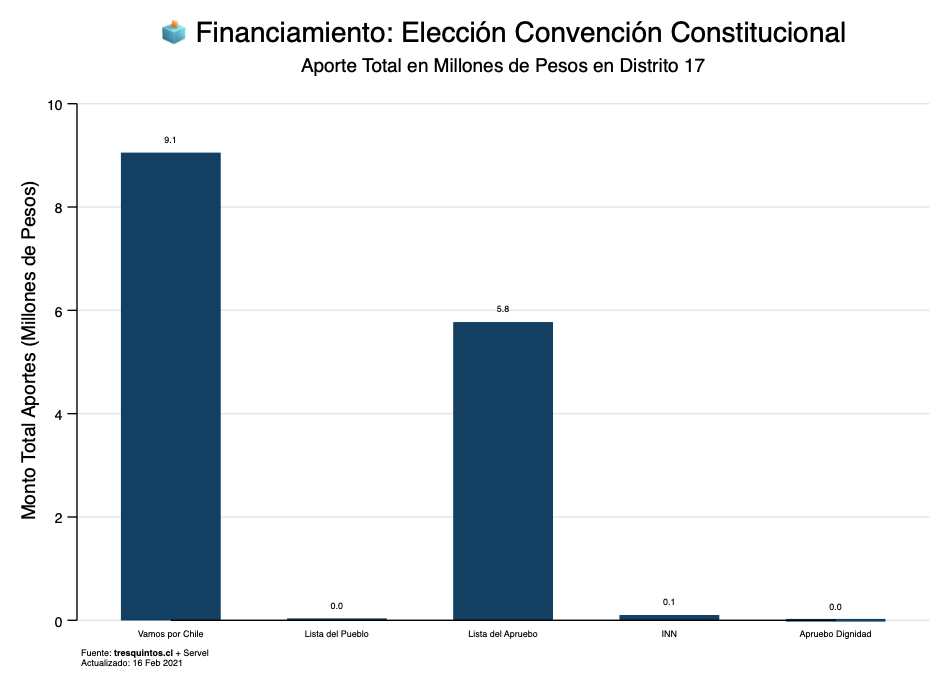 Financiamiento: Elección Convención Constitucional
Aporte Total en Millones de Pesos en Distrito 17
Monto Total Aportes (Millones de Pesos)
10
8
6
4
2
0
9.1
0.0
5.8
0.1
0.0
Vamos por Chile
Lista del Pueblo
Lista del Apruebo
INN
Apruebo Dignidad
Fuente: tresquintos.cl + Servel
Actualizado: 16 Feb 2021